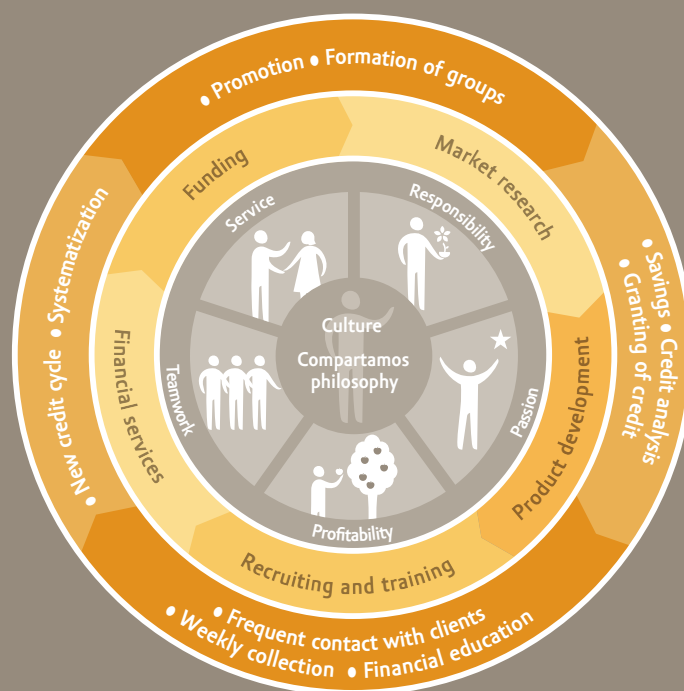 • Promotion • Formation of groups
• Savings • Credit analysis
• Granting of credit
• Frequent contact with clients
• Weekly collection • Financial education
• New credit cycle • Systematization
Funding
Market research
Product development
Recruiting and training
Financial services
Service
Responsibility
Passion
Profitability
Teamwork
Culture
Compartamos
philosophy